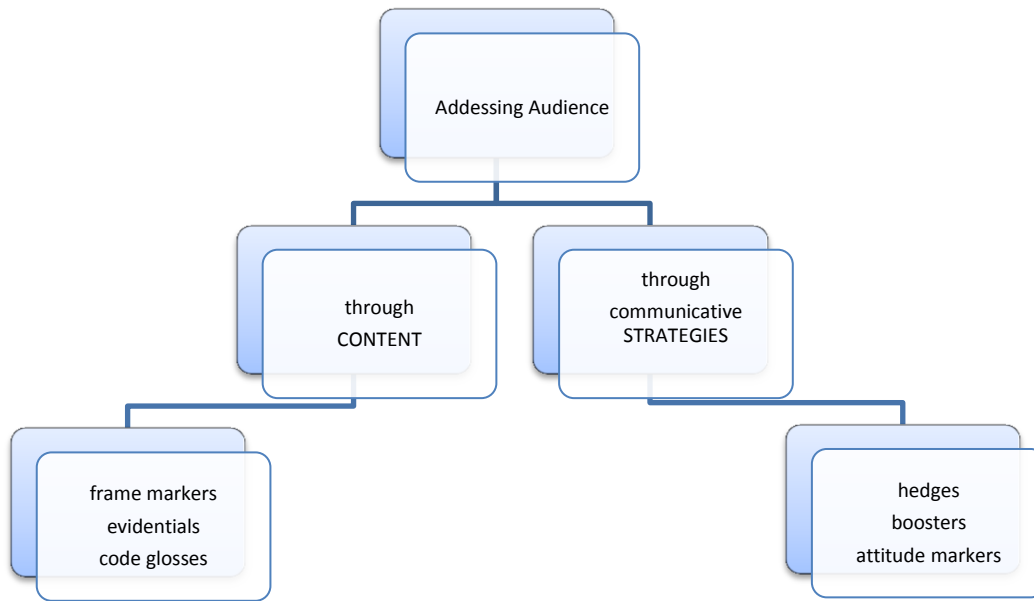 Addessing Audience
through
CONTENT
through
communicative
STRATEGIES
frame markers
evidentials
code glosses
hedges
boosters
attitude markers